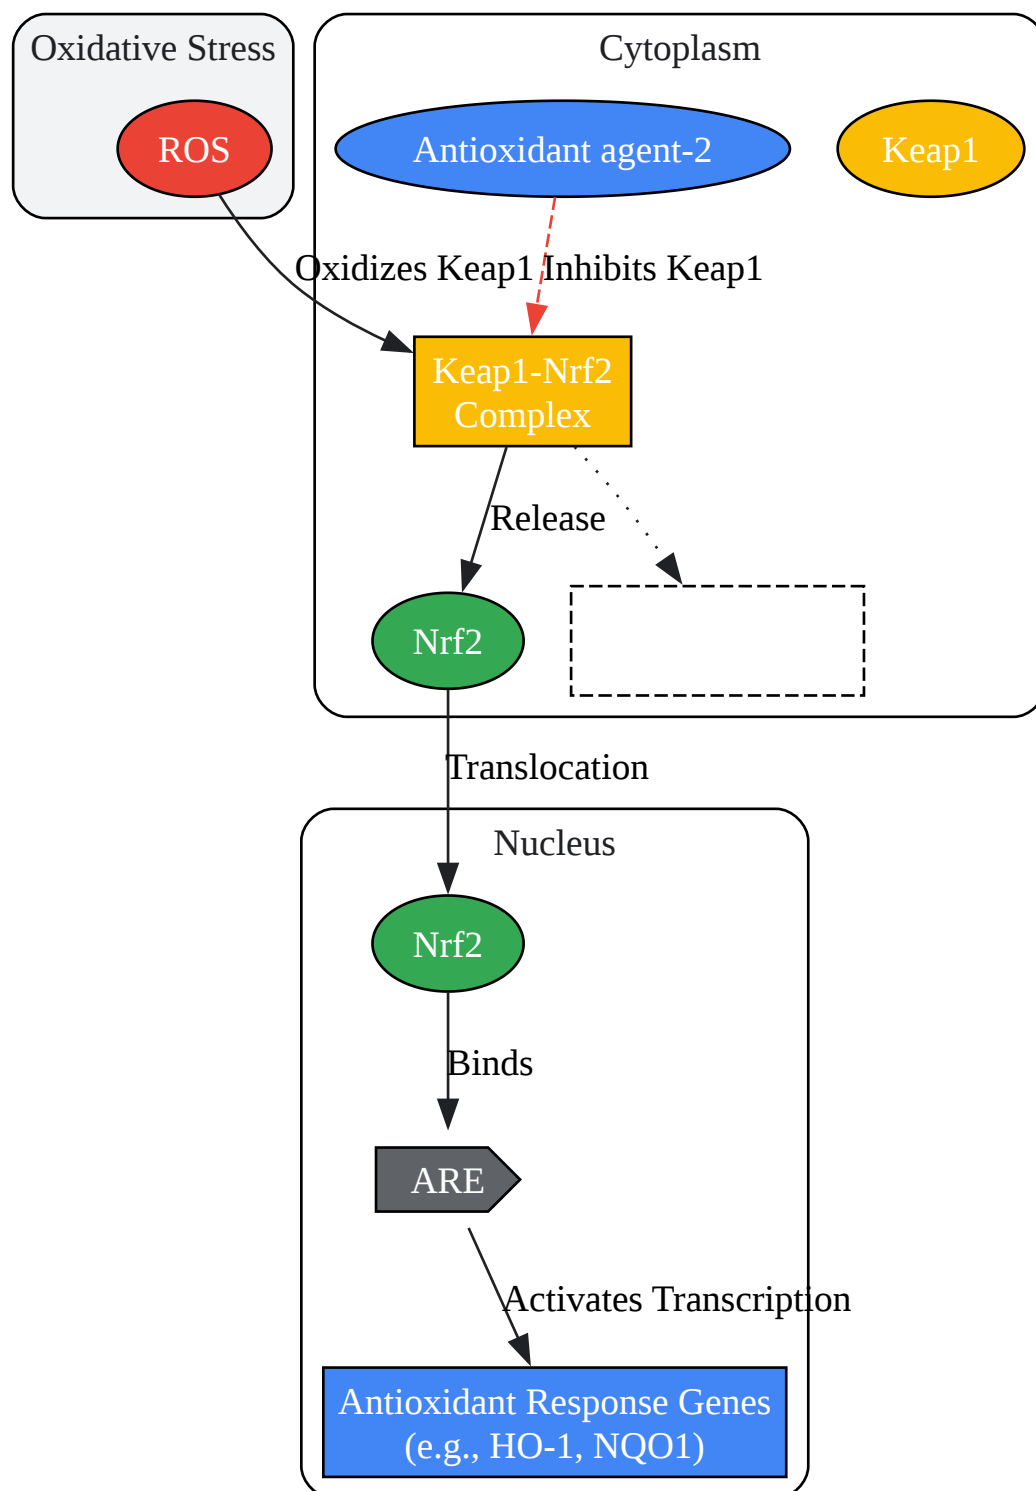 Oxidative Stress
Cytoplasm
ROS
Antioxidant agent-2
Keap1
Oxidizes Keap1
Inhibits Keap1
Keap1-Nrf2
Complex
Release
Nrf2
Translocation
Nucleus
Nrf2
Binds
ARE
Activates Transcription
Antioxidant Response Genes
(e.g., HO-1, NQO1)